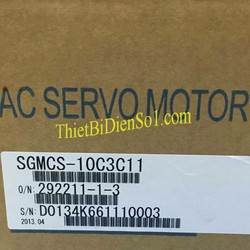 AC SERVO MOTOR
ThietBiDienSo1.com
SGMCS-10C3C11
O/N: 292211-1-3
S/N: D0134K661110003
2013.04